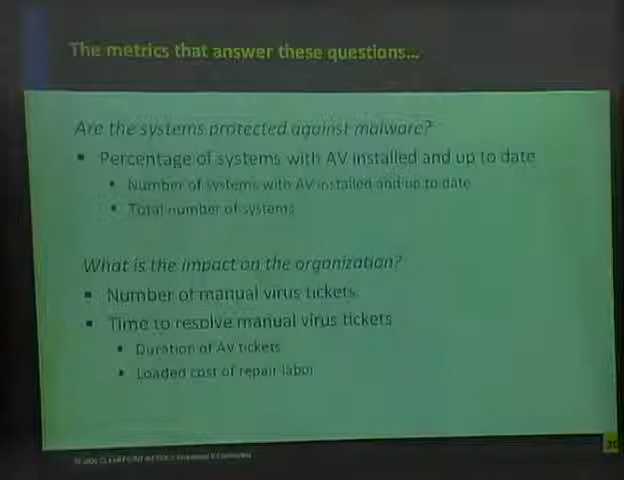 The metrics that answer these questions...
Are the systems protected against malware?
▪ Percentage of systems with AV installed and up to date
▪ Number of systems with AV installed and up to date
▪ Total number of systems
What is the impact on the organization?
▪ Number of manual virus tickets
▪ Time to resolve manual virus tickets
▪ Duration of AV tickets
▪ Loaded cost of repair labor